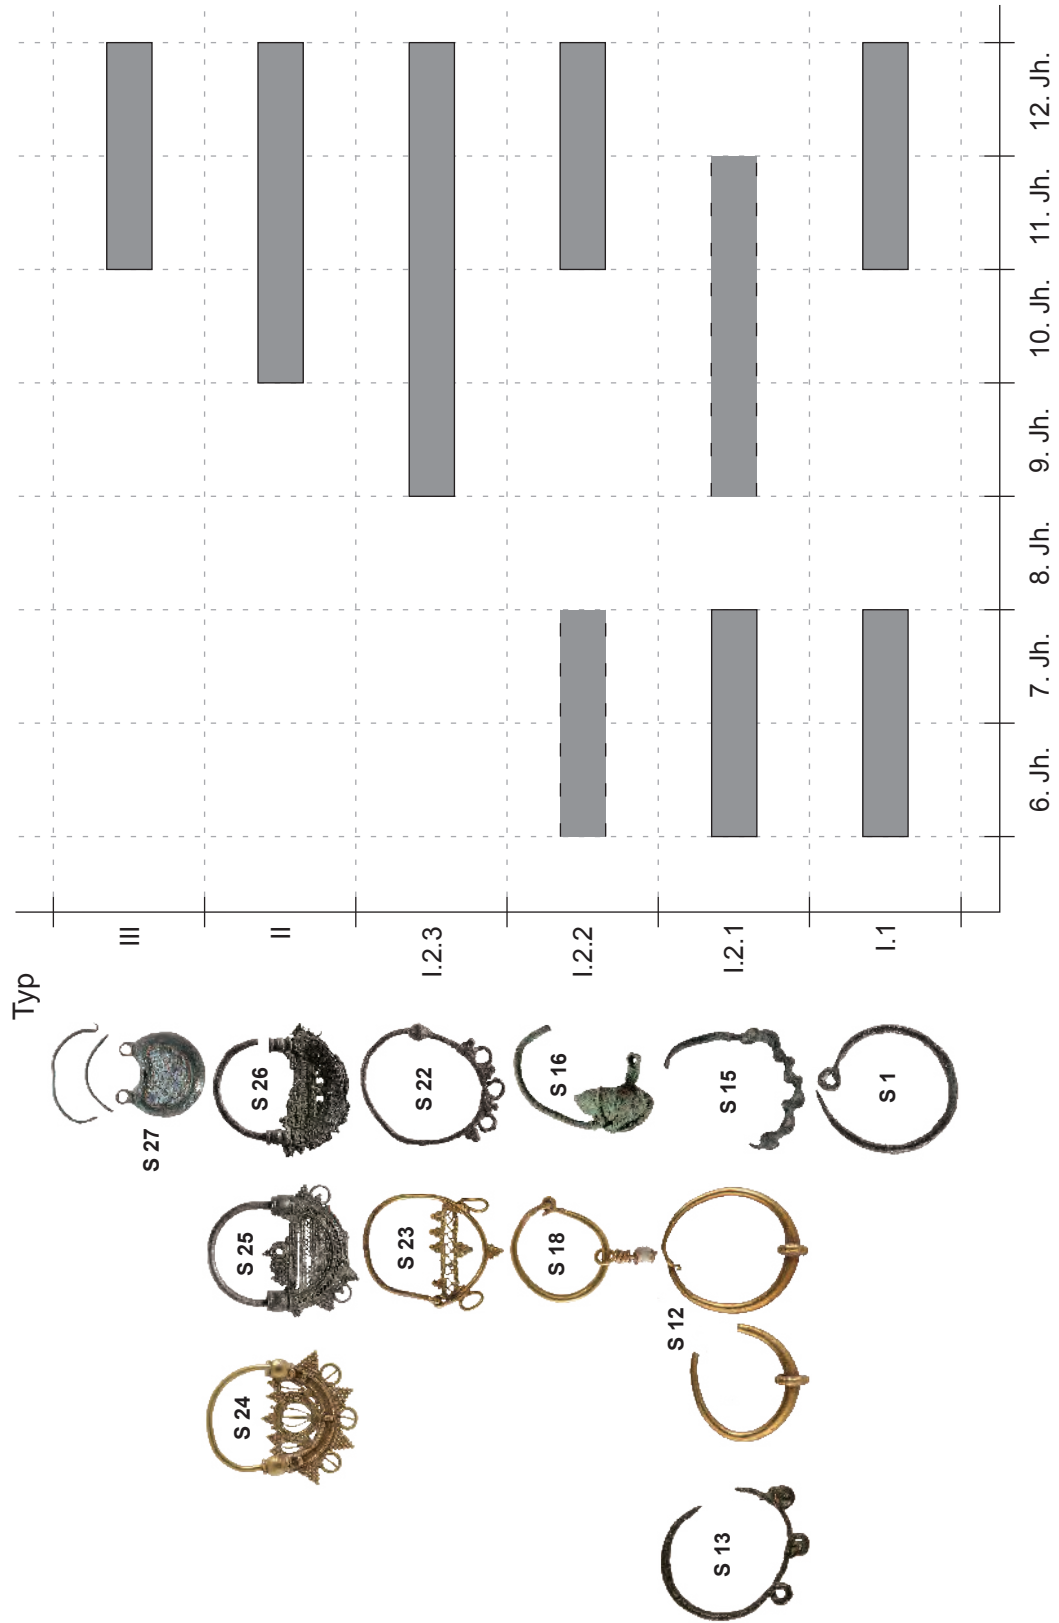 Typ
III
II
I.2.3
I.2.2
I.2.1
I.1
S 27
S 26
S 25
S 24
S 22
S 23
S 16
S 18
S 15
S 12
S 13
S 1
6. Jh.
7. Jh.
8. Jh.
9. Jh.
10. Jh.
11. Jh.
12. Jh.